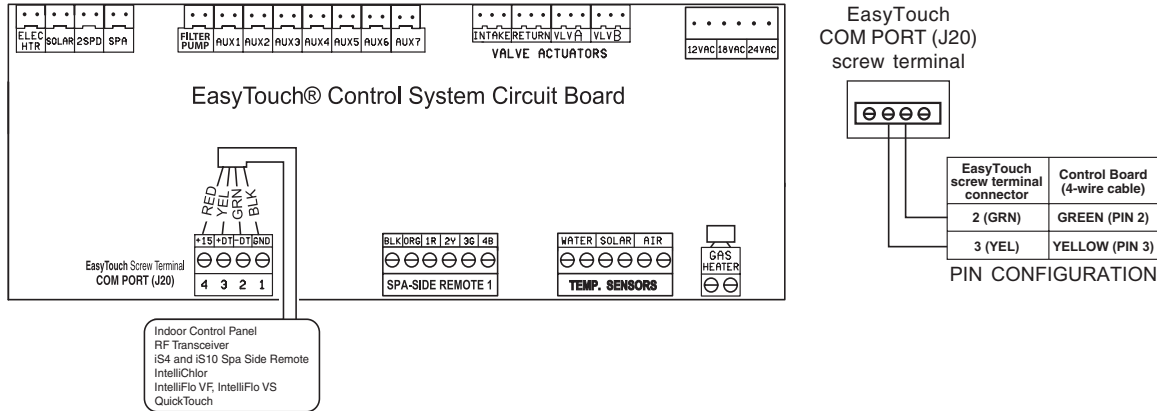 ELEC HTR SOLAR 2SPD SPA
FILTER PUMP AUX1 AUX2 AUX3 AUX4 AUX5 AUX6 AUX7
INTAKE RETURN VLVA VLVB
VALVE ACTUATORS
12VAC 18VAC 24VAC
EasyTouch® Control System Circuit Board
RED YEL GRN BLK
+15 +DT -DT GND
EasyTouch Screw Terminal
COM PORT (J20)
4 3 2 1
BLK ORG 1R 2Y 3G 4B
SPA-SIDE REMOTE 1
WATER SOLAR AIR
TEMP. SENSORS
GAS
HEATER
Indoor Control Panel
RF Transceiver
iS4 and iS10 Spa Side Remote
IntelliChlor
IntelliFlo VF, IntelliFlo VS
QuickTouch
EasyTouch
COM PORT (J20)
screw terminal
EasyTouch
screw terminal
connector
Control Board
(4-wire cable)
2 (GRN) GREEN (PIN 2)
3 (YEL) YELLOW (PIN 3)
PIN CONFIGURATION